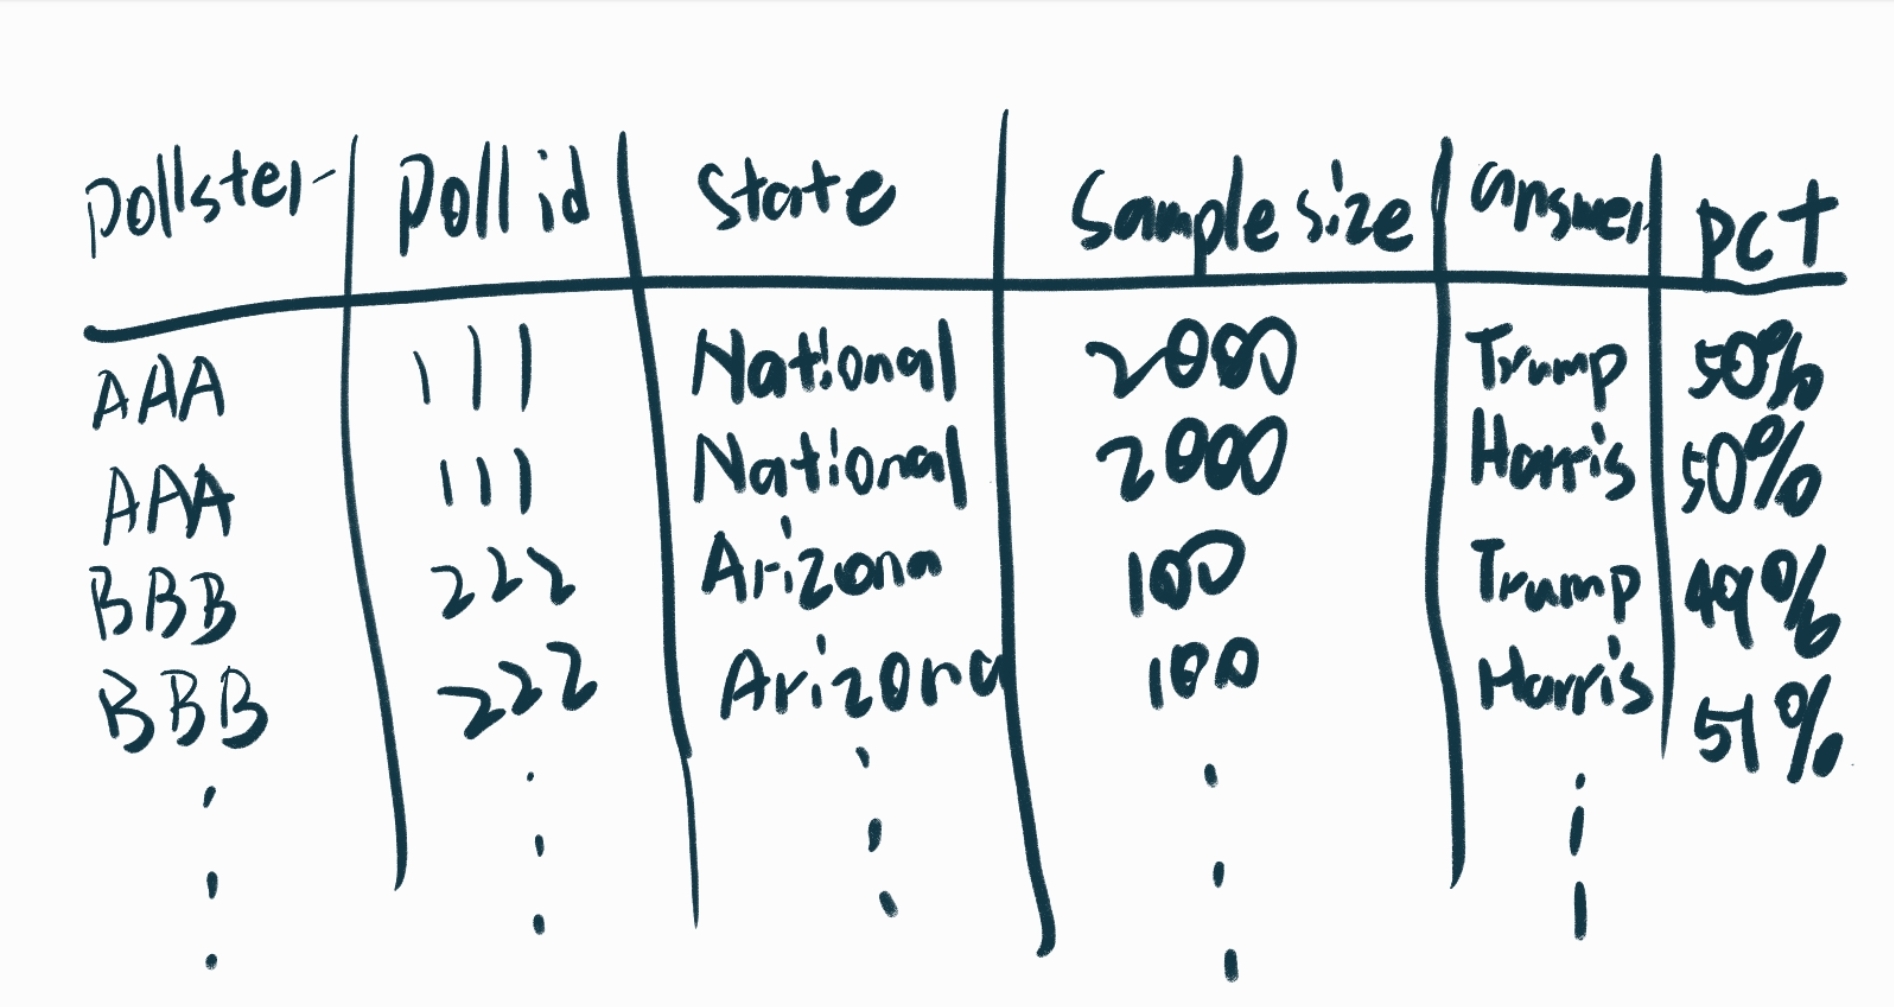 Pollster Poll id State Sample size answer pct
AAA 111 National 2000 Trump 50%
AAA 111 National 2000 Harris 50%
BBB 222 Arizona 100 Trump 49%
BBB 222 Arizona 100 Harris 51%